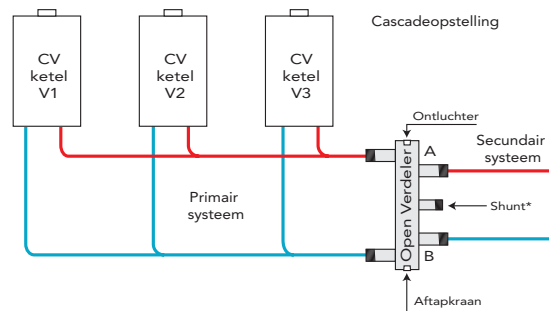 Cascadeopstelling
CV
ketel
V1
CV
ketel
V2
CV
ketel
V3
Ontluchter
A
Secundair
systeem
Open Verdeler
Primair
systeem
Shunt*
B
Aftapkraan